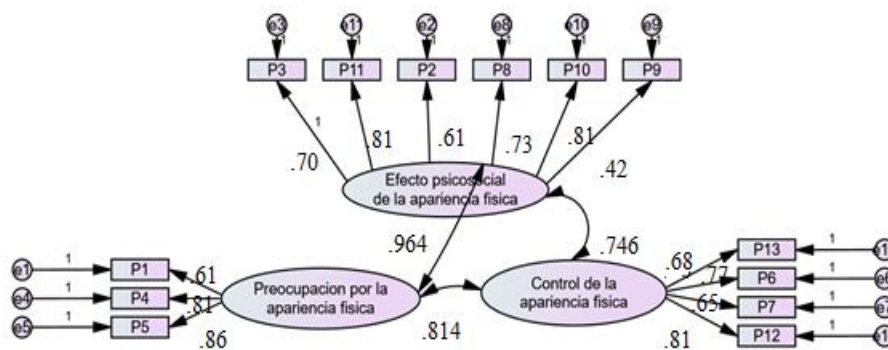 e3 e11 e2 e8 e10 e9
1 1 1 1 1 1
P3 P11 P2 P8 P10 P9
1
.70 .81 .61 .73 .81 .42
Efecto psicosocial
de la apariencia fisica
.964 .746
e1 1 P1 .61
e4 1 P4 .81
e5 1 P5 .86
Preocupacion por la
apariencia fisica
.814
Control de la
apariencia fisica
.68 P13 1 e1
.77 P6 1
.65 P7 1
.81 P12 1 e1